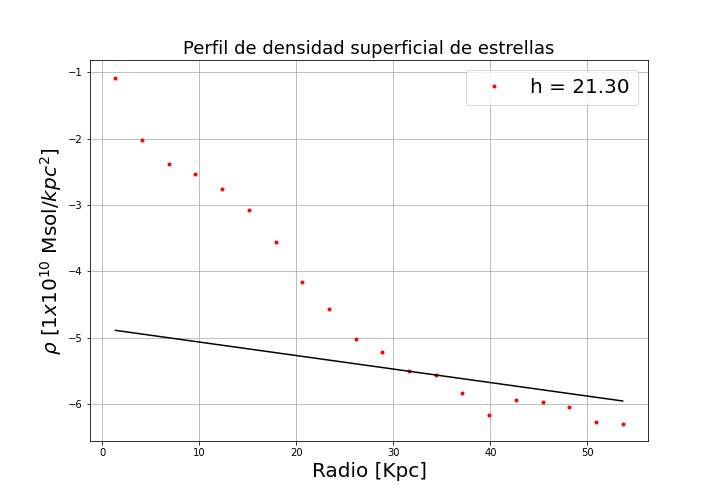 Perfil de densidad superficial de estrellas
h = 21.30
−1
−2
−3
−4
−5
−6
ρ [1x10¹⁰ Msol/kpc²]
0 10 20 30 40 50
Radio [Kpc]